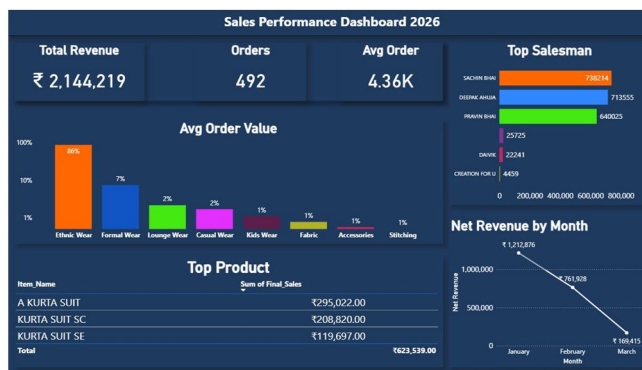 Sales Performance Dashboard 2026
Total Revenue
₹ 2,144,219
Orders
492
Avg Order
4.36K
Top Salesman
SACHIN BHAI
738214
DEEPAK AHUJA
713555
PRAVIN BHAI
640025
25725
DAIVIK
22241
CREATION FOR U
4459
0 200,000 400,000 600,000 800,000
Avg Order Value
100%
10%
1%
86%
7%
2%
2%
1%
1%
1%
1%
Ethnic Wear Formal Wear Lounge Wear Casual Wear Kids Wear Fabric Accessories Stitching
Net Revenue by Month
Net Revenue
1,000,000
500,000
0
₹ 1,212,876
₹ 761,928
₹ 169,415
January February March
Month
Top Product
Item_Name Sum of Final_Sales
A KURTA SUIT ₹295,022.00
KURTA SUIT SC ₹208,820.00
KURTA SUIT SE ₹119,697.00
Total ₹623,539.00